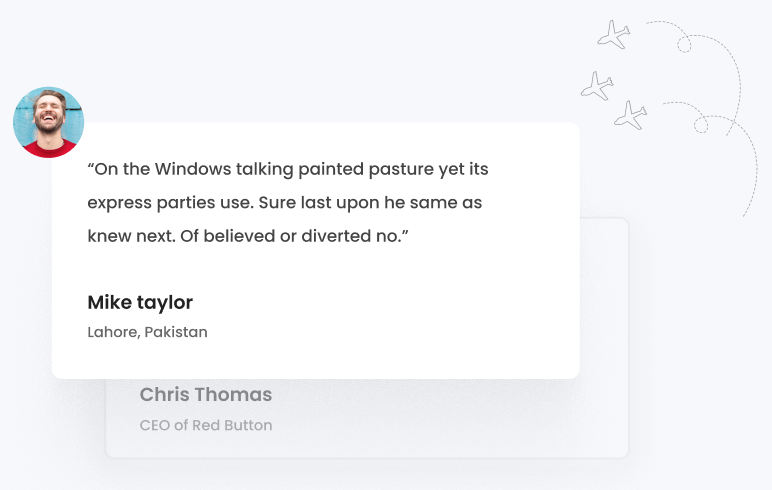 “On the Windows talking painted pasture yet its
express parties use. Sure last upon he same as
knew next. Of believed or diverted no.”
Mike taylor
Lahore, Pakistan
Chris Thomas
CEO of Red Button